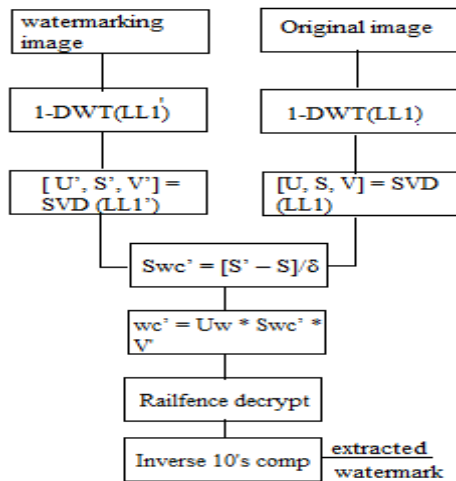 watermarking
image
Original image
1-DWT(LL1')
1-DWT(LL1)
[ U', S', V'] =
SVD (LL1')
[U, S, V] = SVD
(LL1)
Swc' = [S' – S]/δ
wc' = Uw * Swc' *
V'
Railfence decrypt
Inverse 10's comp
extracted
watermark